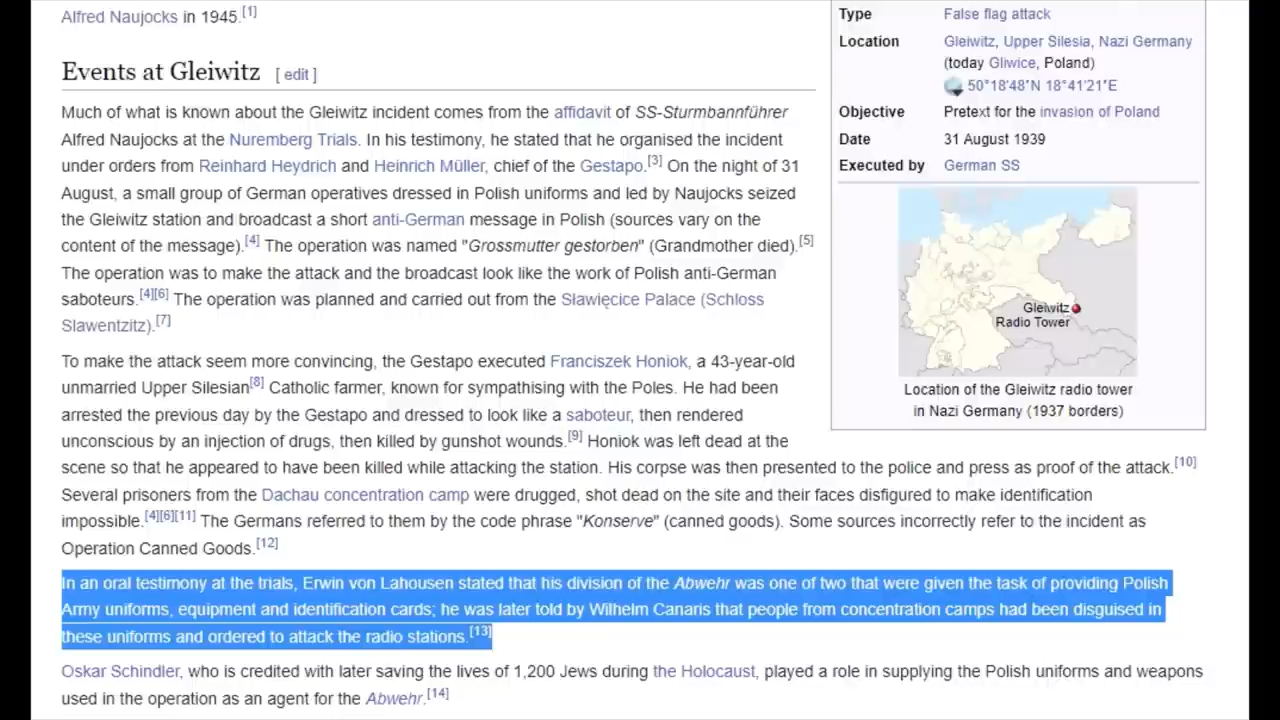 Alfred Naujocks in 1945.[1]
Events at Gleiwitz [ edit ]
Much of what is known about the Gleiwitz incident comes from the affidavit of SS-Sturmbannführer
Alfred Naujocks at the Nuremberg Trials. In his testimony, he stated that he organised the incident
under orders from Reinhard Heydrich and Heinrich Müller, chief of the Gestapo.[3] On the night of 31
August, a small group of German operatives dressed in Polish uniforms and led by Naujocks seized
the Gleiwitz station and broadcast a short anti-German message in Polish (sources vary on the
content of the message).[4] The operation was named "Grossmutter gestorben" (Grandmother died).[5]
The operation was to make the attack and the broadcast look like the work of Polish anti-German
saboteurs.[4][6] The operation was planned and carried out from the Sławięcice Palace (Schloss
Slawentzitz).[7]
To make the attack seem more convincing, the Gestapo executed Franciszek Honiok, a 43-year-old
unmarried Upper Silesian[8] Catholic farmer, known for sympathising with the Poles. He had been
arrested the previous day by the Gestapo and dressed to look like a saboteur, then rendered
unconscious by an injection of drugs, then killed by gunshot wounds.[9] Honiok was left dead at the
scene so that he appeared to have been killed while attacking the station. His corpse was then presented to the police and press as proof of the attack.[10]
Several prisoners from the Dachau concentration camp were drugged, shot dead on the site and their faces disfigured to make identification
impossible.[4][6][11] The Germans referred to them by the code phrase "Konserve" (canned goods). Some sources incorrectly refer to the incident as
Operation Canned Goods.[12]
In an oral testimony at the trials, Erwin von Lahousen stated that his division of the Abwehr was one of two that were given the task of providing Polish
Army uniforms, equipment and identification cards; he was later told by Wilhelm Canaris that people from concentration camps had been disguised in
these uniforms and ordered to attack the radio stations.[13]
Oskar Schindler, who is credited with later saving the lives of 1,200 Jews during the Holocaust, played a role in supplying the Polish uniforms and weapons
used in the operation as an agent for the Abwehr.[14]
Type False flag attack
Location Gleiwitz, Upper Silesia, Nazi Germany
(today Gliwice, Poland)
50°18′48″N 18°41′21″E
Objective Pretext for the invasion of Poland
Date 31 August 1939
Executed by German SS
Gleiwitz
Radio Tower
Location of the Gleiwitz radio tower
in Nazi Germany (1937 borders)